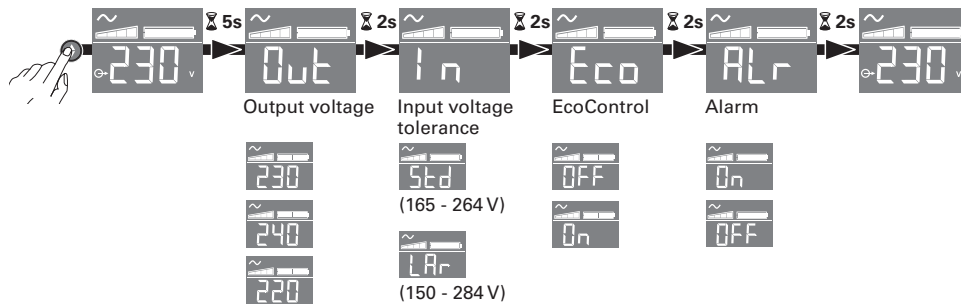 5s
2s
2s
2s
2s
230 v
Out
In
Eco
ALr
230 v
Output voltage
Input voltage
tolerance
EcoControl
Alarm
230
Std
OFF
On
(165 - 264 V)
240
LAr
On
OFF
220
(150 - 284 V)